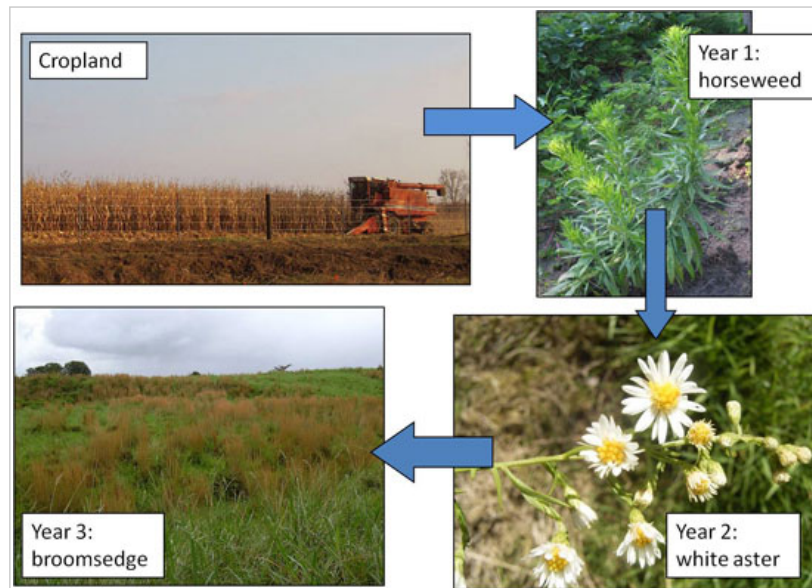 Cropland
Year 1:
horseweed
Year 2:
white aster
Year 3:
broomsedge